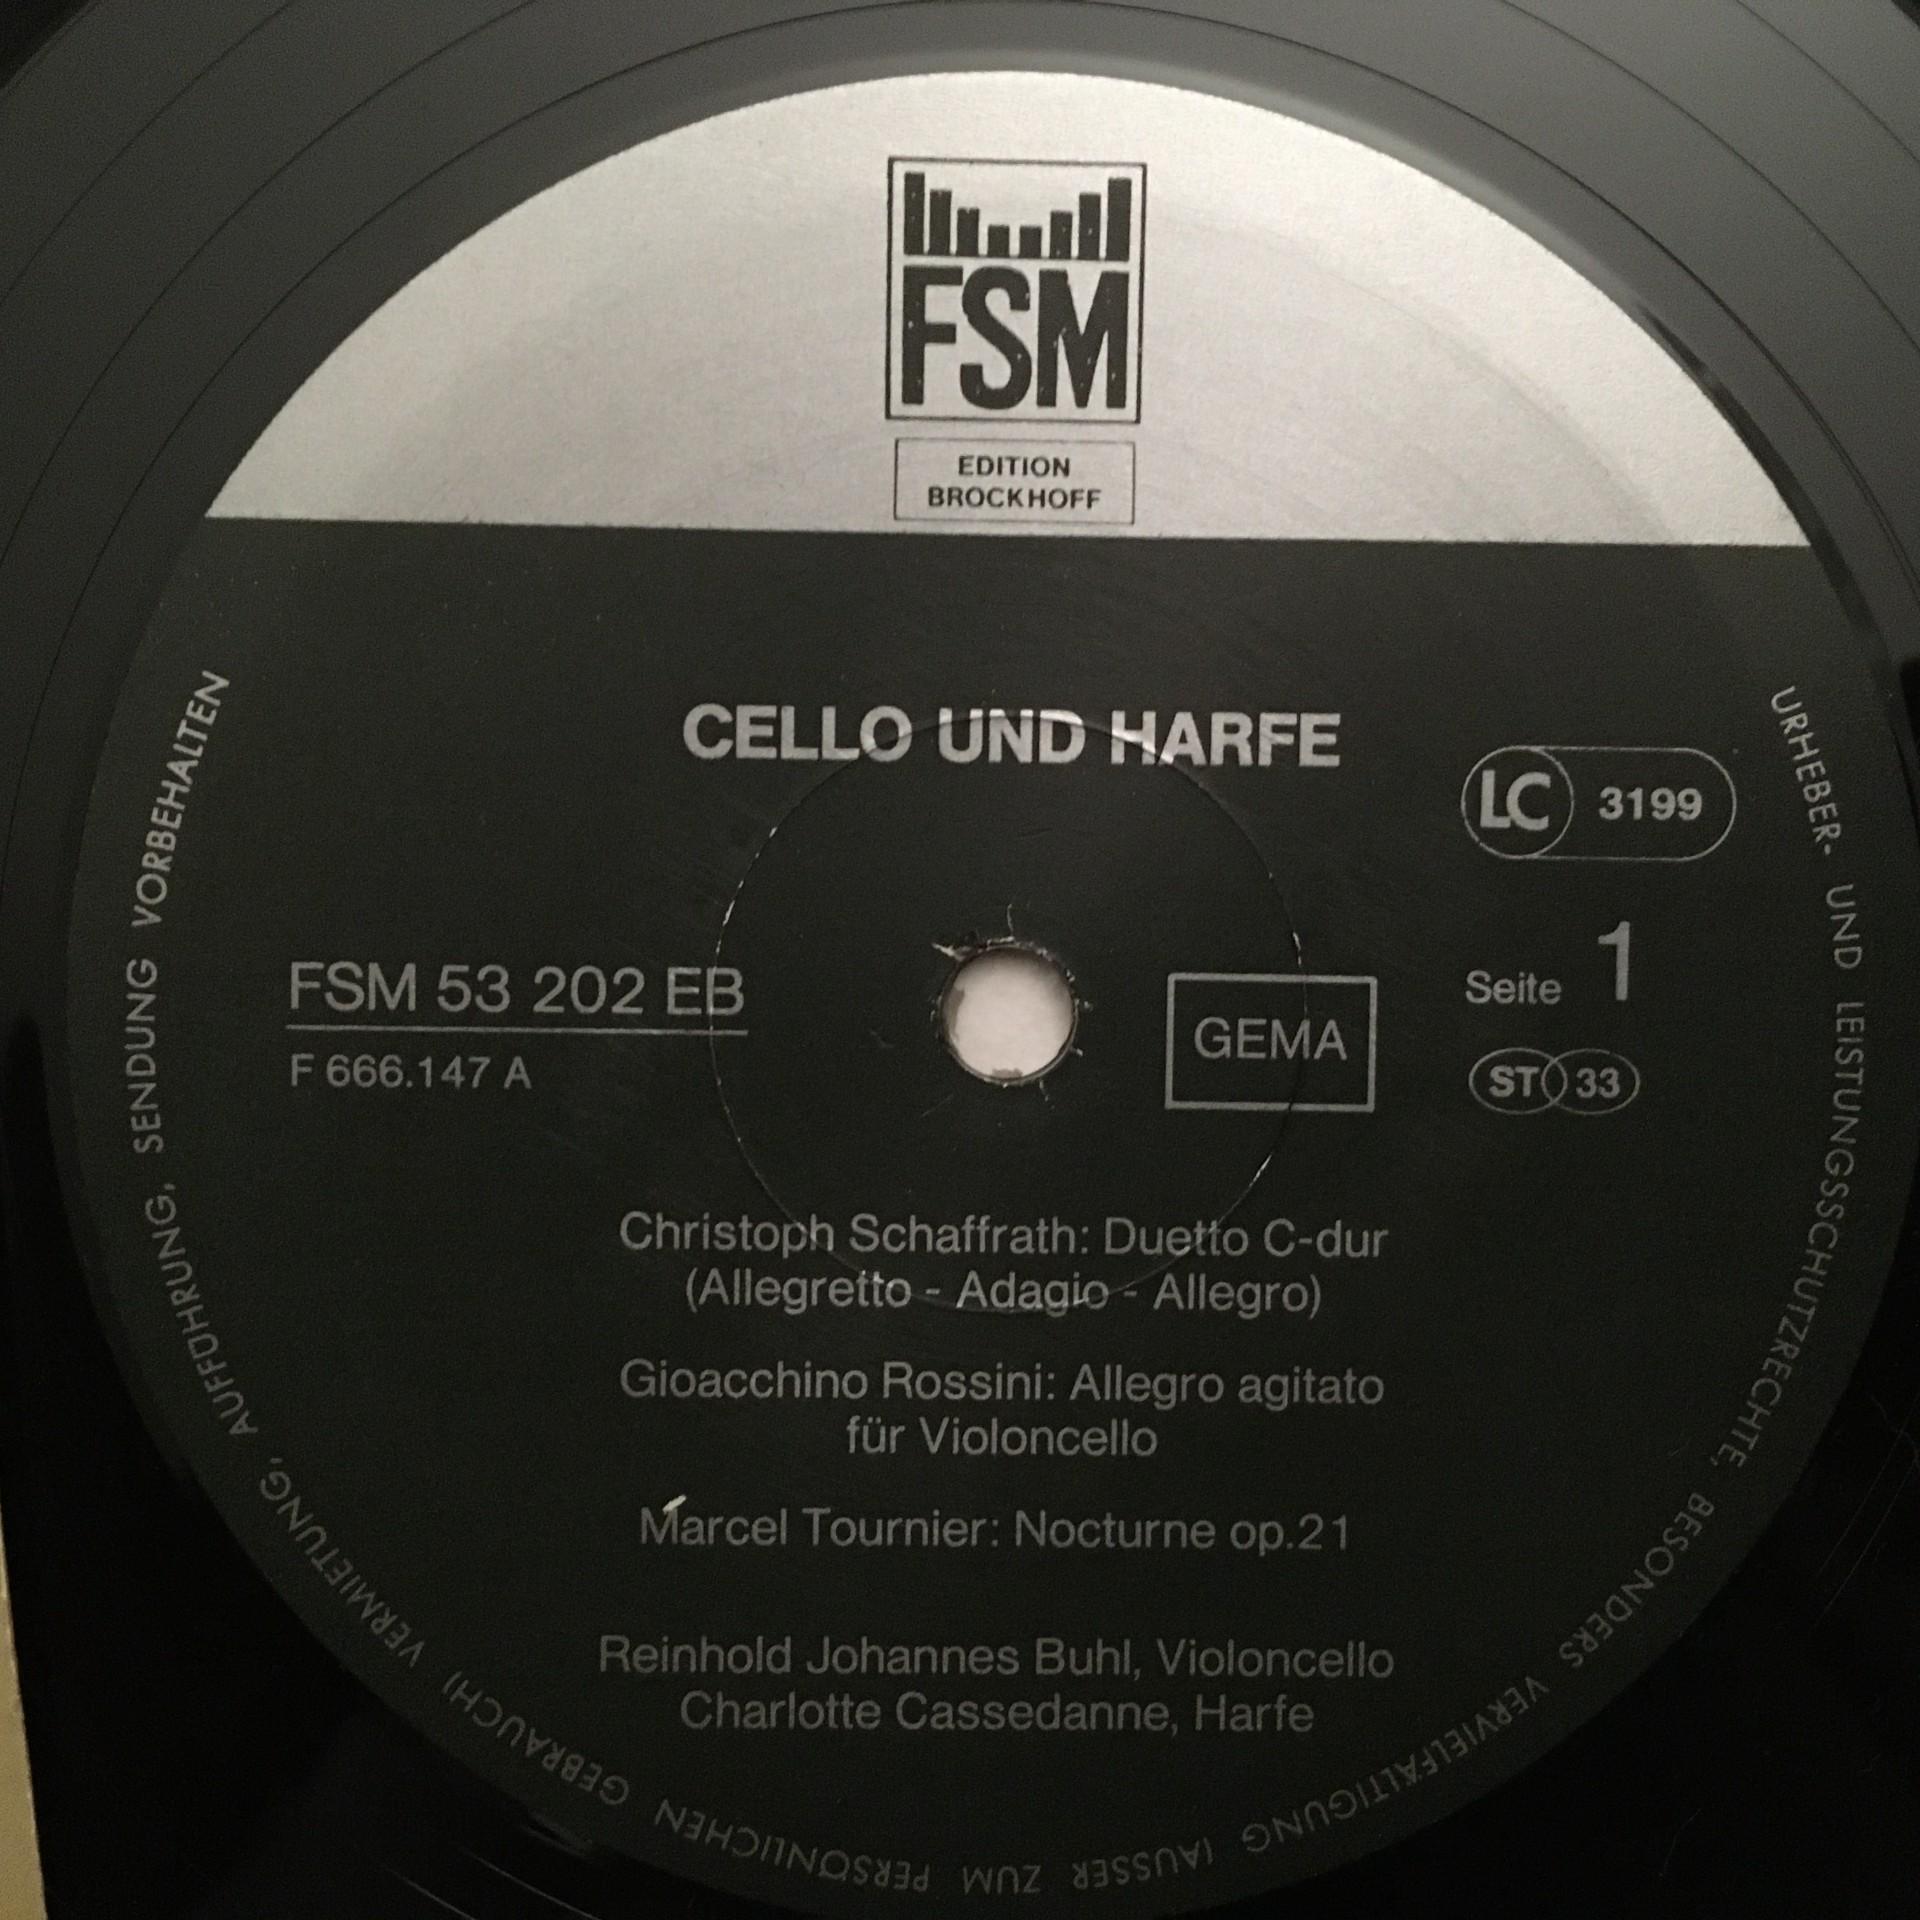 FSM
EDITION
BROCKHOFF
CELLO UND HARFE
LC 3199
FSM 53 202 EB
F 666.147 A
GEMA
Seite 1
ST 33
Christoph Schaffrath: Duetto C-dur
(Allegretto - Adagio - Allegro)
Gioacchino Rossini: Allegro agitato
für Violoncello
Marcel Tournier: Nocturne op.21
Reinhold Johannes Buhl, Violoncello
Charlotte Cassedanne, Harfe
URHEBER- UND LEISTUNGSSCHUTZRECHTE, BESONDERS VERVIELFÄLTIGUNG (AUSSER ZUM PERSÖNLICHEN GEBRAUCH) VERMIETUNG, AUFFÜHRUNG, SENDUNG VORBEHALTEN